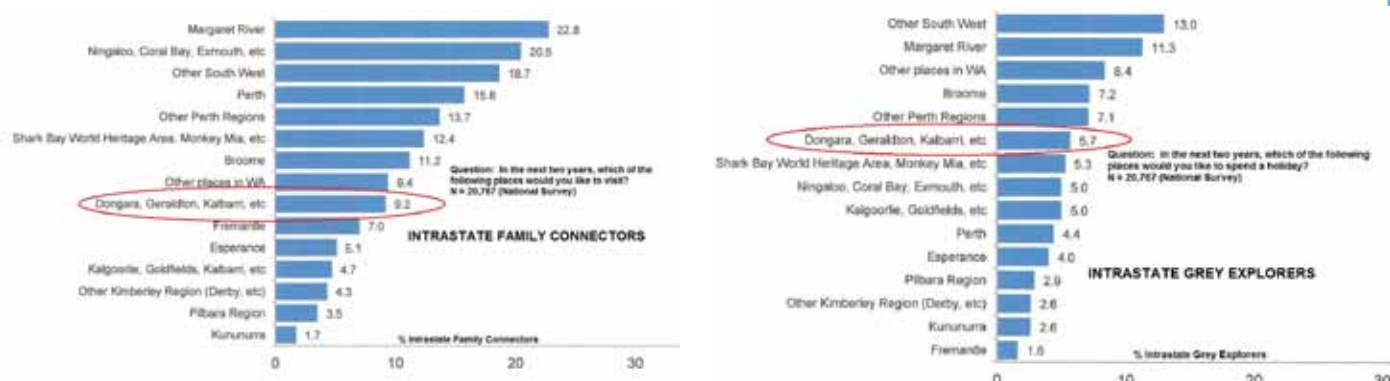 Margaret River 22.8
Ningaloo, Coral Bay, Exmouth, etc 20.5
Other South West 18.7
Perth 15.8
Other Perth Regions 13.7
Shark Bay World Heritage Area, Monkey Mia, etc 12.4
Broome 11.2
Other places in WA 9.4
Dongara, Geraldton, Kalbarri, etc 9.2
Fremantle 7.0
Esperance 5.1
Kalgoorlie, Goldfields, Kalbarri, etc 4.7
Other Kimberley Region (Derby, etc) 4.3
Pilbara Region 3.5
Kununurra 1.7
Question: In the next two years, which of the
following places would you like to visit?
N = 20,767 (National Survey)
INTRASTATE FAMILY CONNECTORS
% Intrastate Family Connectors
0 10 20 30
Other South West 13.0
Margaret River 11.3
Other places in WA 8.4
Broome 7.2
Other Perth Regions 7.1
Dongara, Geraldton, Kalbarri, etc 5.7
Shark Bay World Heritage Area, Monkey Mia, etc 5.3
Ningaloo, Coral Bay, Exmouth, etc 5.0
Kalgoorlie, Goldfields, etc 5.0
Perth 4.4
Esperance 4.0
Pilbara Region 2.9
Other Kimberley Region (Derby, etc) 2.6
Kununurra 2.6
Fremantle
Question: In the next two years, which of the following
places would you like to spend a holiday?
N = 20,767 (National Survey)
INTRASTATE GREY EXPLORERS
% Intrastate Grey Explorers
0 10 20 30